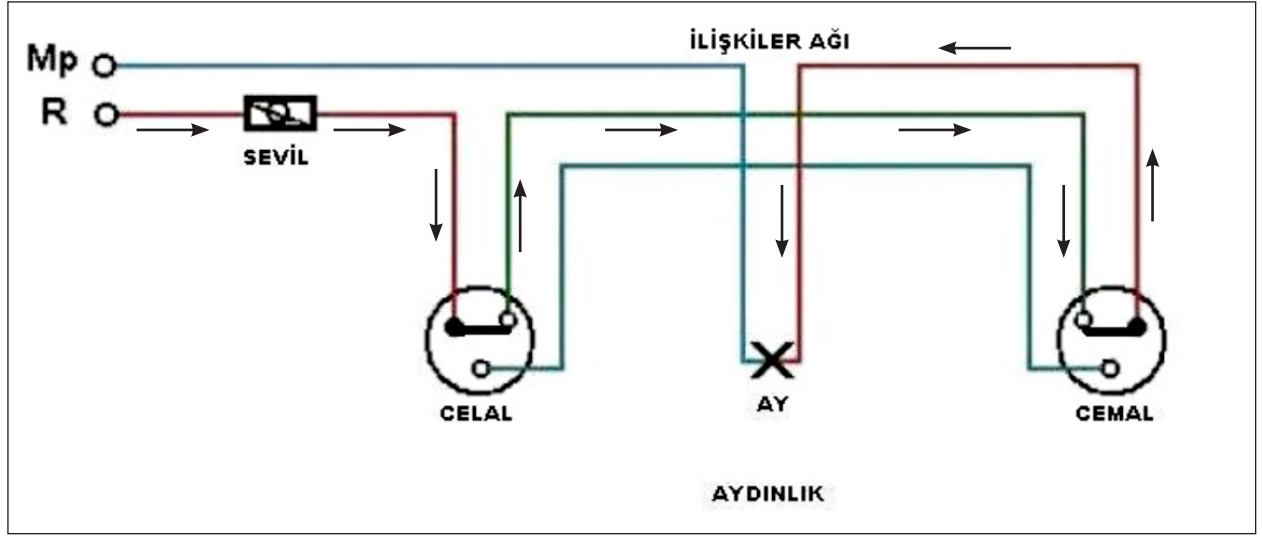 İLİŞKİLER AĞI
Mp
R
SEVİL
CELAL
AY
CEMAL
AYDINLIK